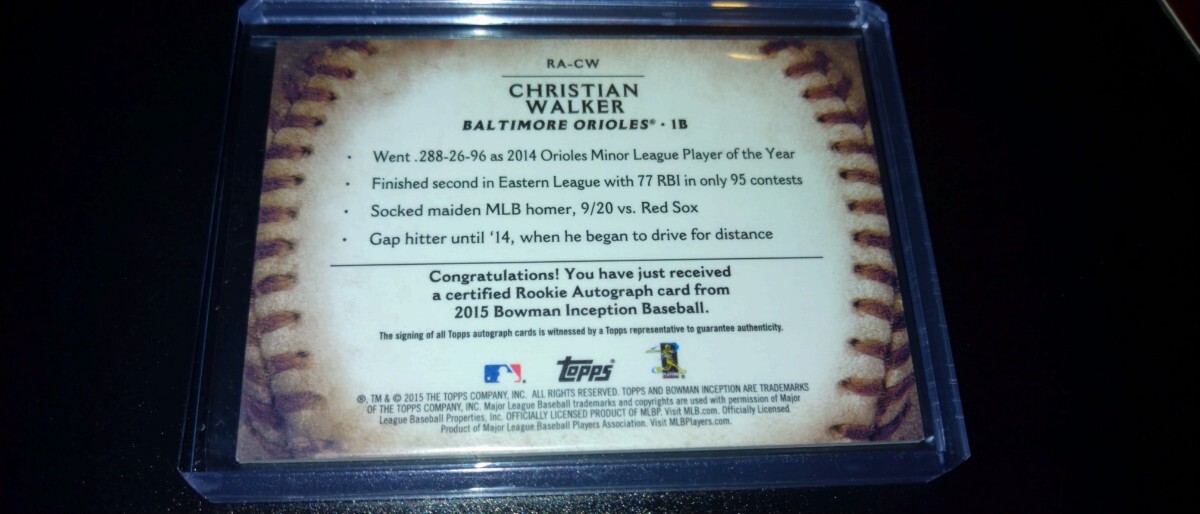 RA-CW
CHRISTIAN
WALKER
BALTIMORE ORIOLES® • 1B
• Went .288-26-96 as 2014 Orioles Minor League Player of the Year
• Finished second in Eastern League with 77 RBI in only 95 contests
• Socked maiden MLB homer, 9/20 vs. Red Sox
• Gap hitter until '14, when he began to drive for distance
Congratulations! You have just received
a certified Rookie Autograph card from
2015 Bowman Inception Baseball.
The signing of all Topps autograph cards is witnessed by a Topps representative to guarantee authenticity.
Topps®
®, TM & © 2015 THE TOPPS COMPANY, INC. ALL RIGHTS RESERVED. TOPPS AND BOWMAN INCEPTION ARE TRADEMARKS
OF THE TOPPS COMPANY, INC. Major League Baseball trademarks and copyrights are used with permission of Major
League Baseball Properties, Inc. OFFICIALLY LICENSED PRODUCT OF MLBP. Visit MLB.com. Officially Licensed
Product of Major League Baseball Players Association. Visit MLBPlayers.com.